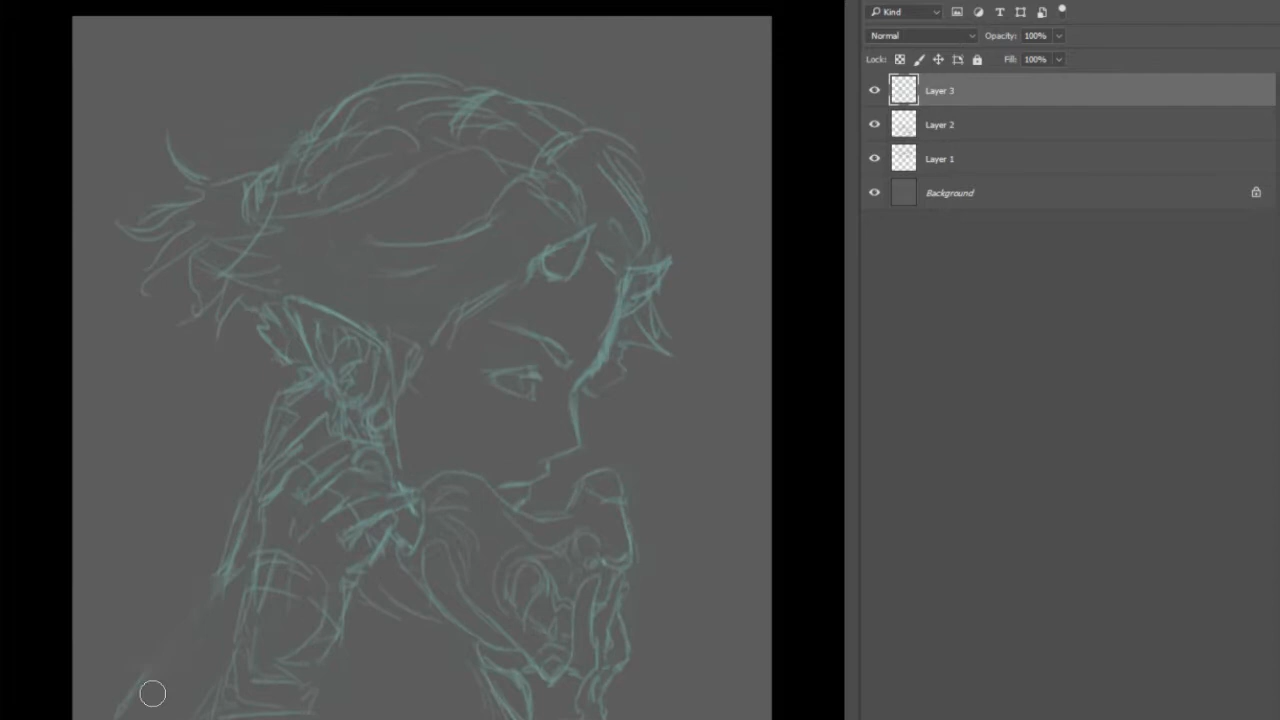 Kind
Normal Opacity: 100%
Lock: Fill: 100%
Layer 3
Layer 2
Layer 1
Background